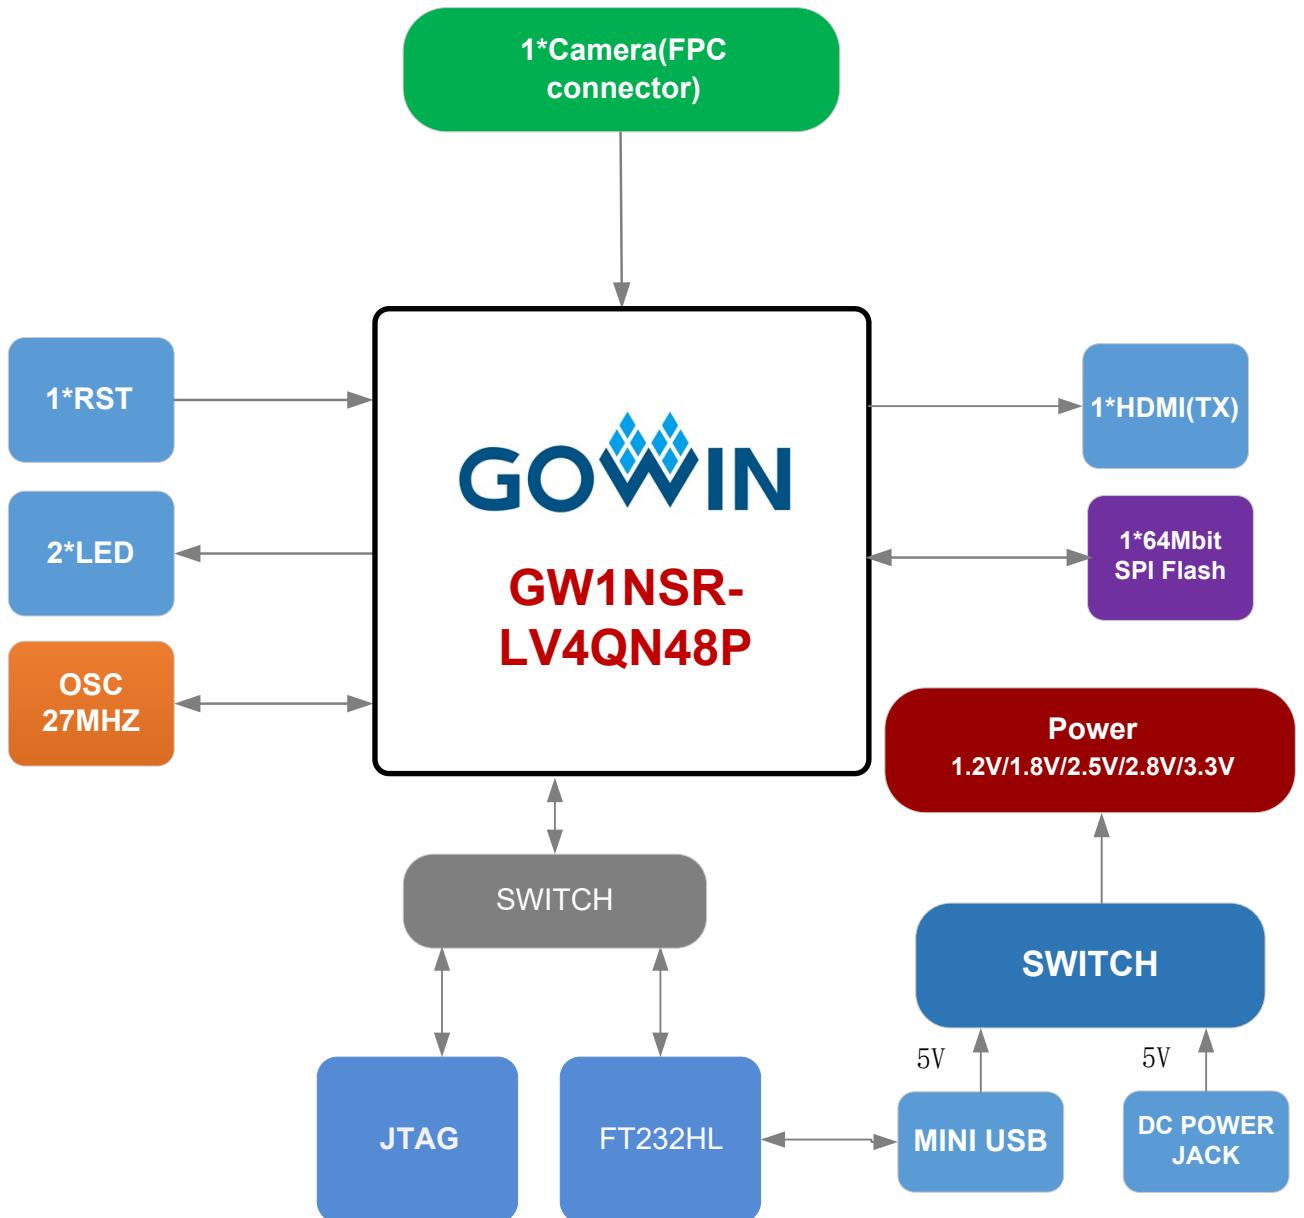 1*Camera(FPC
connector)
1*RST
1*HDMI(TX)
GOWIN
2*LED
1*64Mbit
SPI Flash
GW1NSR-
LV4QN48P
OSC
27MHZ
Power
1.2V/1.8V/2.5V/2.8V/3.3V
SWITCH
SWITCH
5V
5V
JTAG
FT232HL
MINI USB
DC POWER
JACK